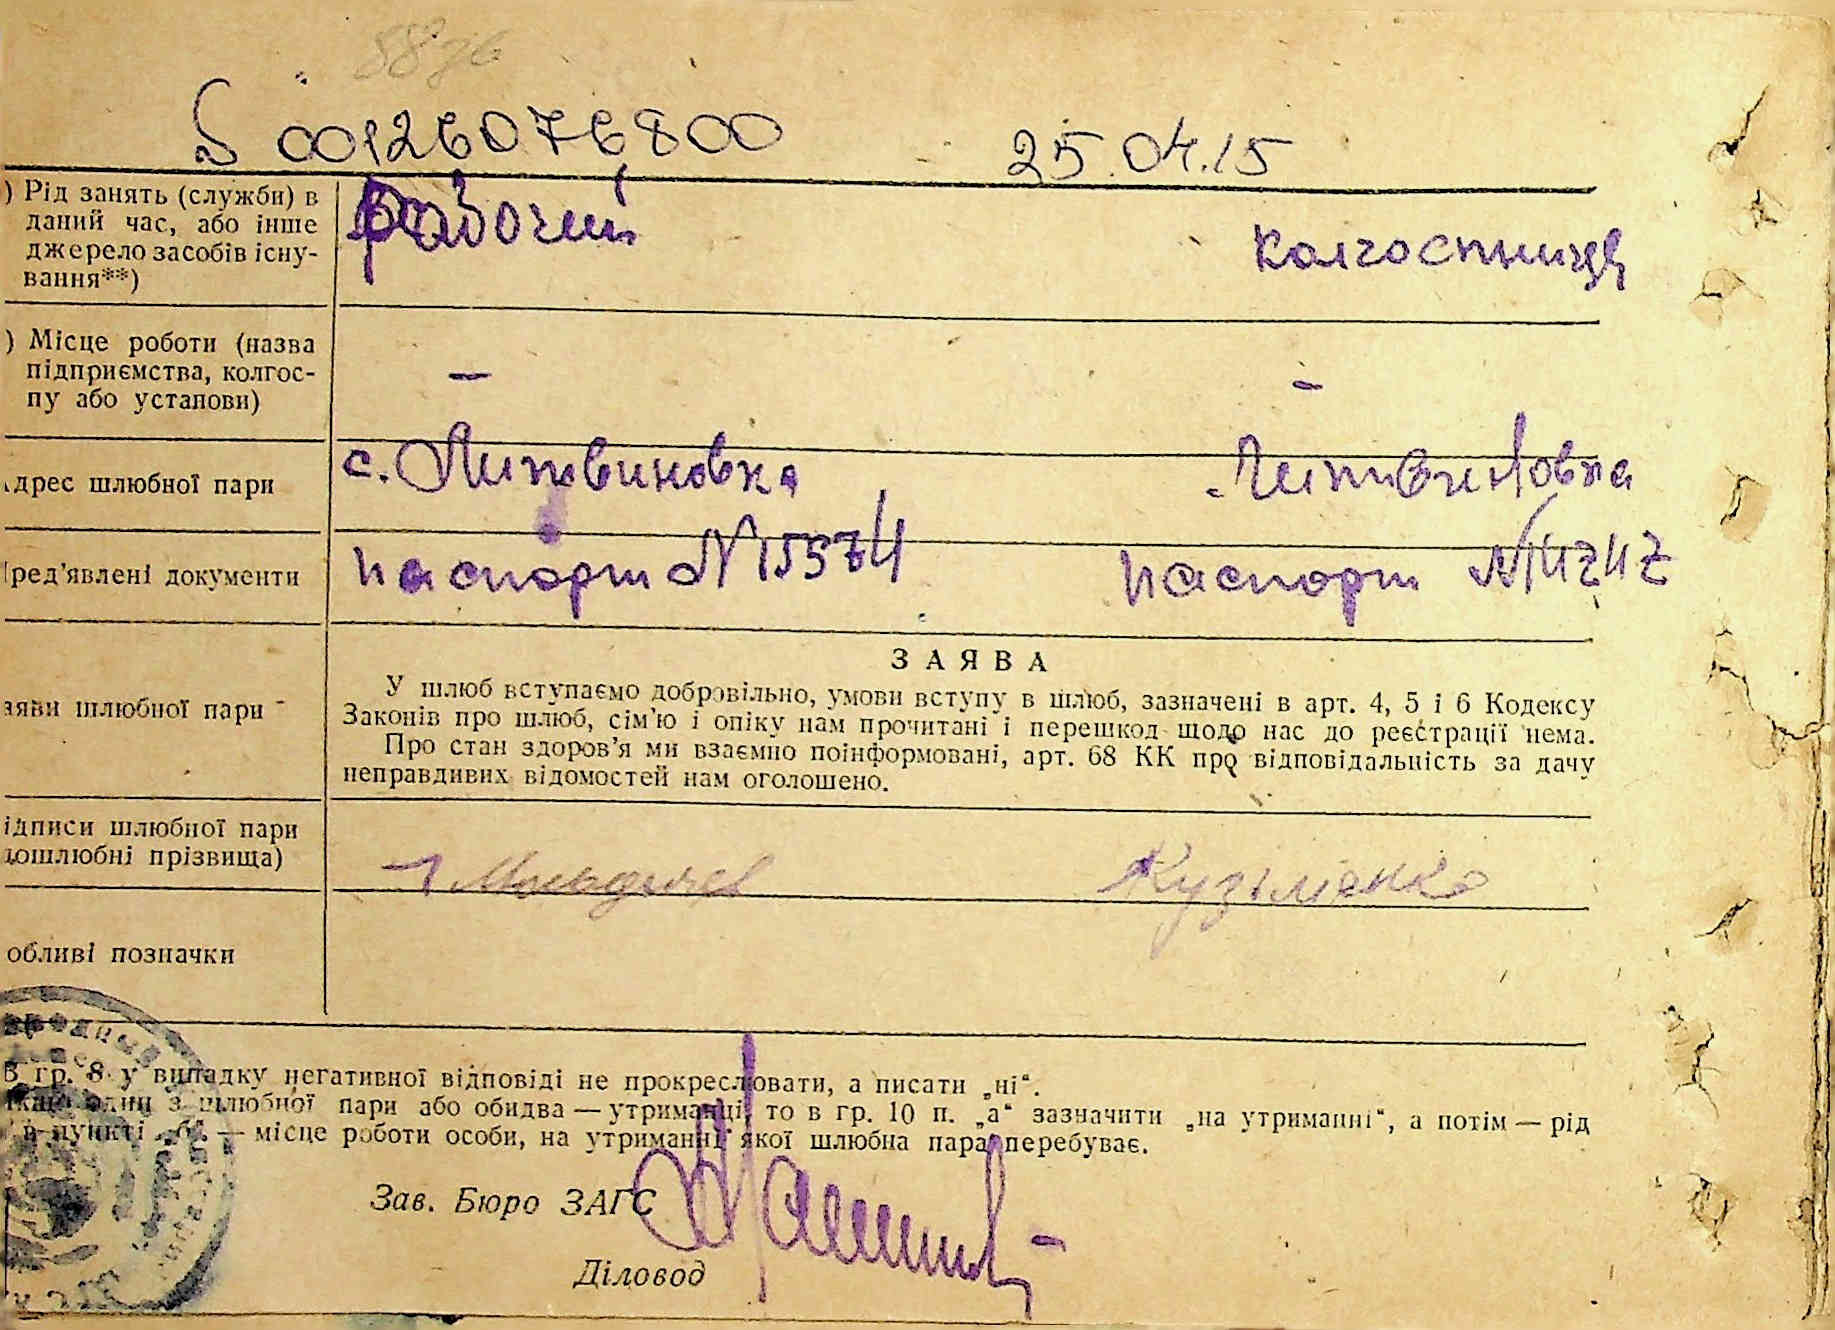 S 00126076800 25.04.15
) Рід занять (служби) в
даний час, або інше
джерело засобів існу-
вання**)
Рабочий колгоспниця
) Місце роботи (назва
підприємства, колгос-
пу або установи)
– –
дрес шлюбної пари
с. Литвиновка Литвиновка
ред’явлені документи
паспорт № 15574 паспорт №
аяви шлюбної пари
ЗАЯВА
У шлюб вступаємо добровільно, умови вступу в шлюб, зазначені в арт. 4, 5 і 6 Кодексу
Законів про шлюб, сім’ю і опіку нам прочитані і перешкод щодо нас до реєстрації нема.
Про стан здоров’я ми взаємно поінформовані, арт. 68 КК про відповідальність за дачу
неправдивих відомостей нам оголошено.
ідписи шлюбної пари
дошлюбні прізвища)
Кузьменко
обливі позначки
В гр. 8 у випадку негативної відповіді не прокреслювати, а писати „ні“.
один з шлюбної пари або обидва — утриманці, то в гр. 10 п. „а“ зазначити „на утриманні“, а потім — рід
в пункті „б“ — місце роботи особи, на утриманні якої шлюбна пара перебуває.
Зав. Бюро ЗАГС
Діловод